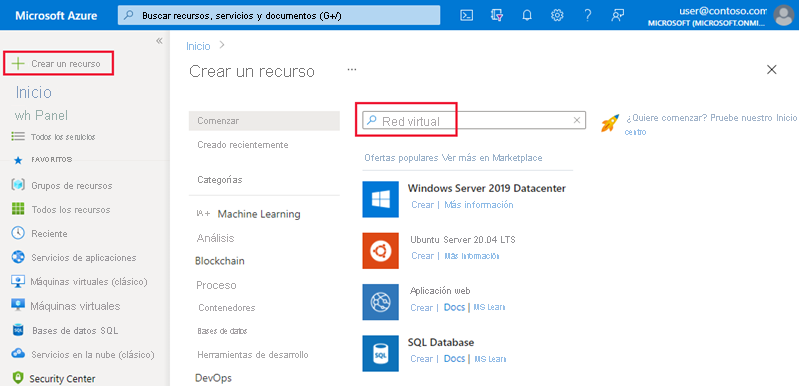 Microsoft Azure
Buscar recursos, servicios y documentos (G+/)
user@contoso.com
MICROSOFT (MICROSOFT.ONMI...
«
Crear un recurso
Inicio
wh Panel
Todos los servicios
FAVORITOS
Grupos de recursos
Todos los recursos
Reciente
Servicios de aplicaciones
Máquinas virtuales (clásico)
Máquinas virtuales
Bases de datos SQL
Servicios en la nube (clásico)
Security Center
Inicio >
Crear un recurso ...
Comenzar
Creado recientemente
Categorías
IA+ Machine Learning
Análisis
Blockchain
Proceso
Contenedores
Bases de datos
Herramientas de desarrollo
DevOps
Red virtual
¿Quiere comenzar? Pruebe nuestro Inicio
centro
Ofertas populares Ver más en Marketplace
Windows Server 2019 Datacenter
Crear | Más información
Ubuntu Server 20.04 LTS
Crear | Más información
Aplicación web
Crear | Docs | MS Learn
SQL Database
Crear | Docs | MS Learn